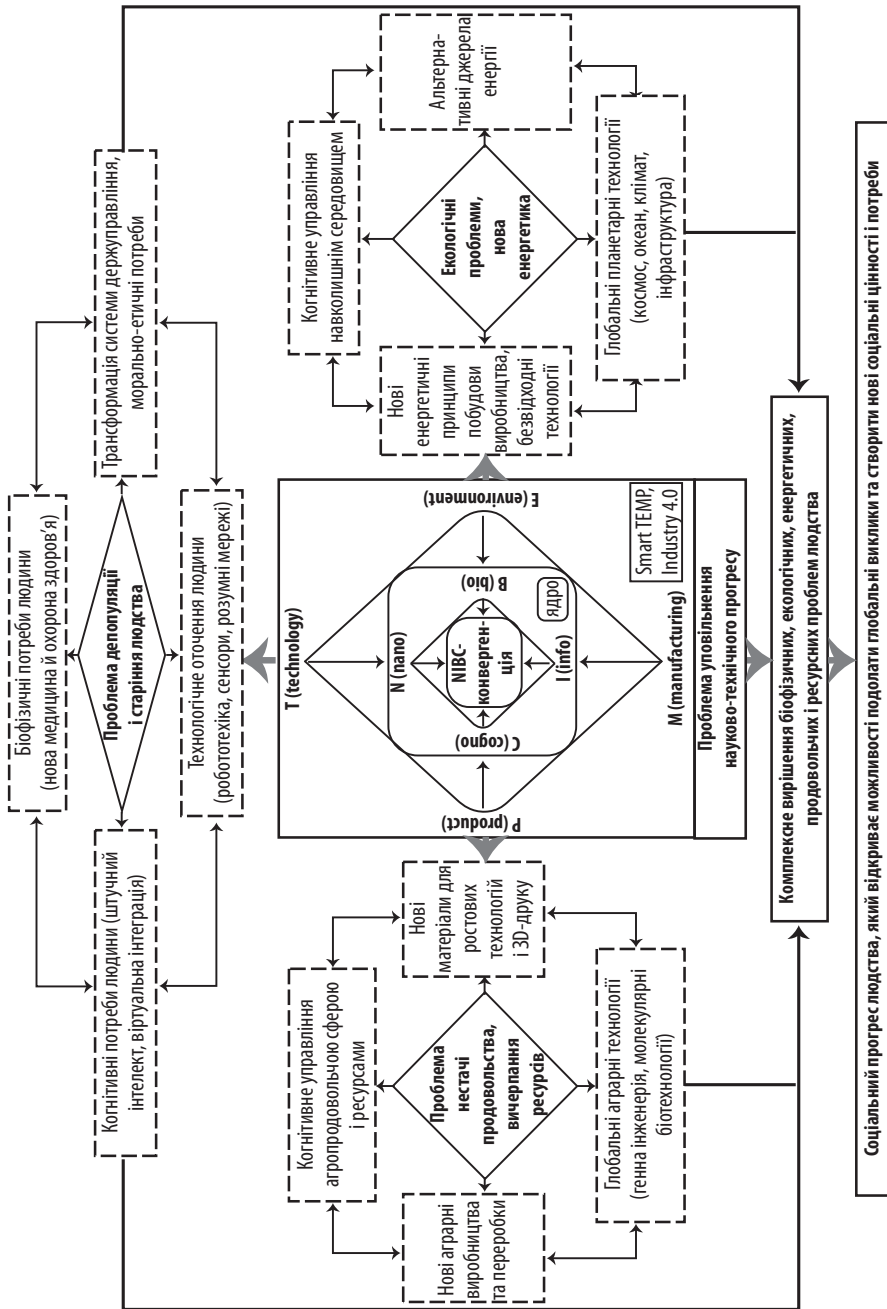 Біофізичні потреби людини
(нова медицина й охорона здоров'я)
Когнітивні потреби людини (штучний
інтелект, віртуальна інтеграція)
Проблема депопуляції
і старіння людства
Трансформація системи держуправління,
морально-етичні потреби
Технологічне оточення людини
(робототехіка, сенсори, розумні мережі)
Когнітивне управління
агропродовольчою сферою
і ресурсами
Нові аграрні
виробництва
та переробки
Проблема
нестачі
продовольства,
вичерпання
ресурсів
Нові
матеріали для
ростових
технологій
і 3D-друку
Глобальні аграрні технології
(генна інженерія, молекулярні
біотехнології)
T (technology)
P (product)
E (environment)
M (manufacturing)
N (nano)
C (cogno)
B (bio)
I (info)
NIBC-
конверген-
ція
ядро
Smart TEMP,
Industry 4.0
Проблема уповільнення
науково-технічного прогресу
Когнітивне управління
навколишнім середовищем
Нові
енергетичні
принципи
побудови
виробництва,
безвідходні
технології
Екологічні
проблеми,
нова
енергетика
Альтерна-
тивні джерела
енергії
Глобальні планетарні технології
(космос, океан, клімат,
інфраструктура)
Комплексне вирішення біофізичних, екологічних, енергетичних,
продовольчих і ресурсних проблем людства
Соціальний прогрес людства, який відкриває можливості подолати глобальні виклики та створити нові соціальні цінності і потреби